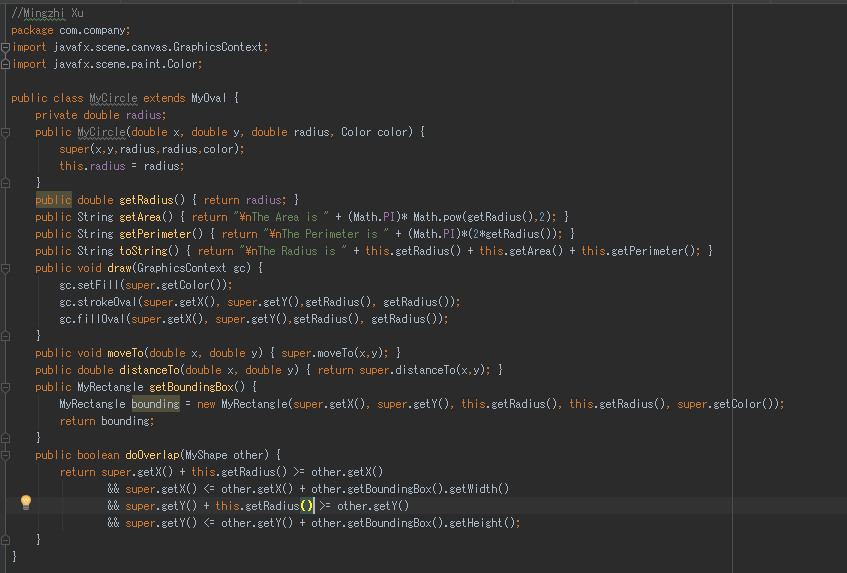 //Mingzhi Xu
package com.company;
import javafx.scene.canvas.GraphicsContext;
import javafx.scene.paint.Color;
public class MyCircle extends MyOval {
private double radius;
public MyCircle(double x, double y, double radius, Color color) {
super(x,y,radius,radius,color);
this.radius = radius;
}
public double getRadius() { return radius; }
public String getArea() { return "¥nThe Area is " + (Math.PI)* Math.pow(getRadius(),2); }
public String getPerimeter() { return "¥nThe Perimeter is " + (Math.PI)*(2*getRadius()); }
public String toString() { return "¥nThe Radius is " + this.getRadius() + this.getArea() + this.getPerimeter(); }
public void draw(GraphicsContext gc) {
gc.setFill(super.getColor());
gc.strokeOval(super.getX(), super.getY(),getRadius(), getRadius());
gc.fillOval(super.getX(), super.getY(),getRadius(), getRadius());
}
public void moveTo(double x, double y) { super.moveTo(x,y); }
public double distanceTo(double x, double y) { return super.distanceTo(x,y); }
public MyRectangle getBoundingBox() {
MyRectangle bounding = new MyRectangle(super.getX(), super.getY(), this.getRadius(), this.getRadius(), super.getColor());
return bounding;
}
public boolean doOverlap(MyShape other) {
return super.getX() + this.getRadius() >= other.getX()
&& super.getX() <= other.getX() + other.getBoundingBox().getWidth()
&& super.getY() + this.getRadius() >= other.getY()
&& super.getY() <= other.getY() + other.getBoundingBox().getHeight();
}
}